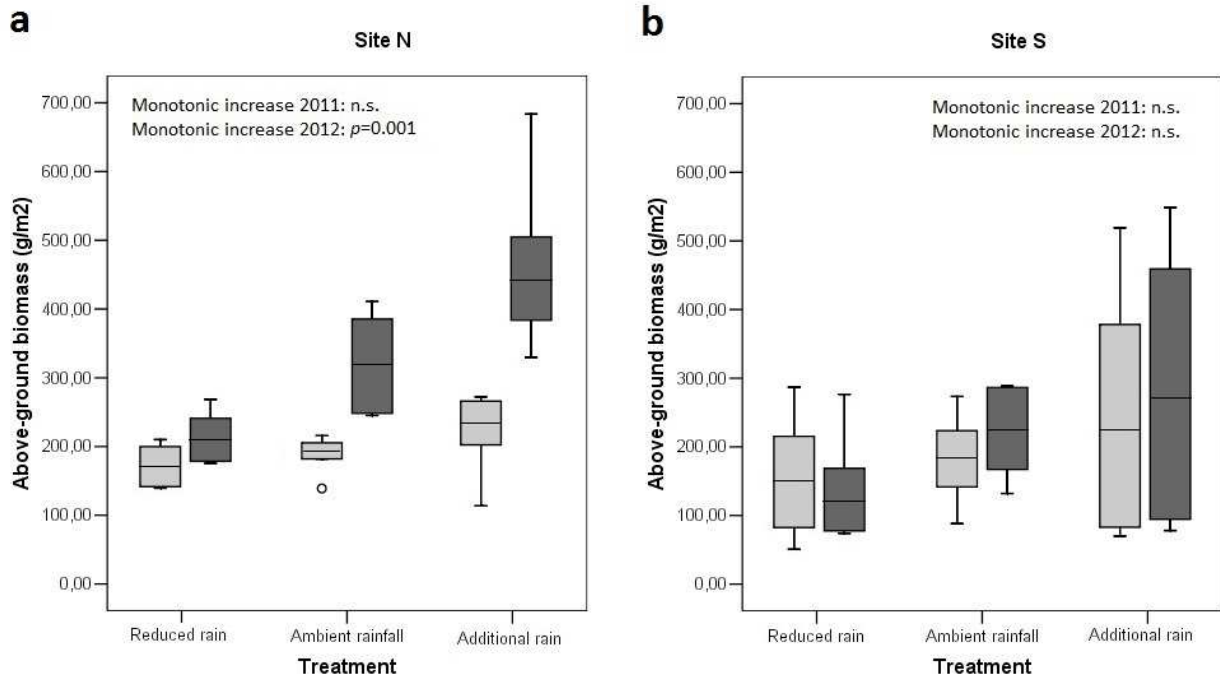 a
Site N
Monotonic increase 2011: n.s.
Monotonic increase 2012: p=0.001
Above-ground biomass (g/m2)
700,00
600,00
500,00
400,00
300,00
200,00
100,00
0,00
Reduced rain
Ambient rainfall
Additional rain
Treatment
b
Site S
Monotonic increase 2011: n.s.
Monotonic increase 2012: n.s.
Above-ground biomass (g/m2)
700,00
600,00
500,00
400,00
300,00
200,00
100,00
0,00
Reduced rain
Ambient rainfall
Additional rain
Treatment